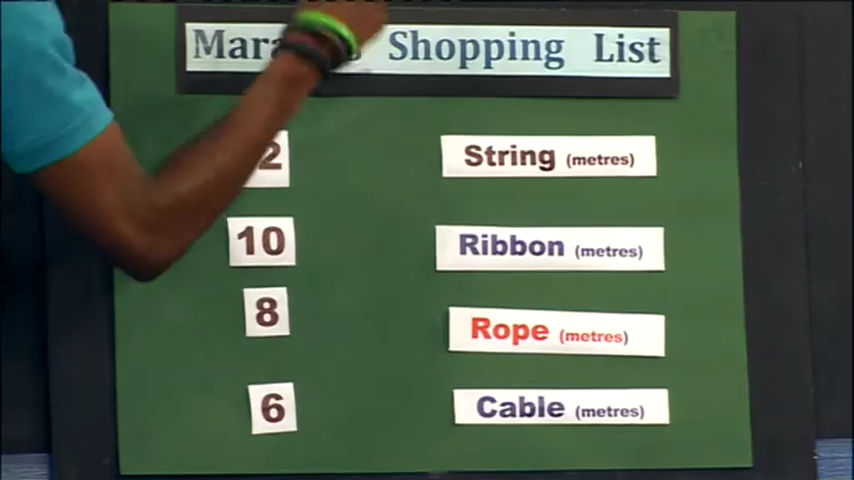 Shopping List
String (metres)
10 Ribbon (metres)
8 Rope (metres)
6 Cable (metres)